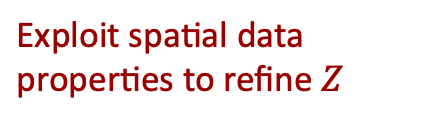 Exploit spatial data
properties to refine Z